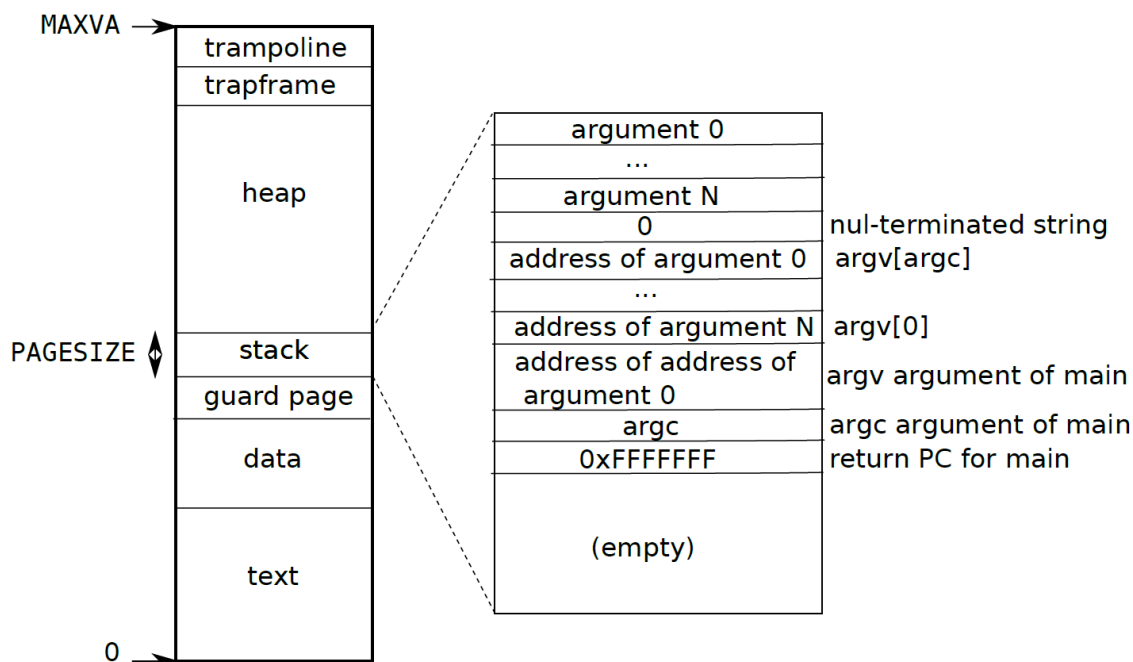 MAXVA
trampoline
trapframe
heap
PAGESIZE
stack
guard page
data
text
0
argument 0
...
argument N
0
nul-terminated string
address of argument 0
argv[argc]
...
address of argument N
argv[0]
address of address of
argument 0
argv argument of main
argc
argc argument of main
0xFFFFFFF
return PC for main
(empty)